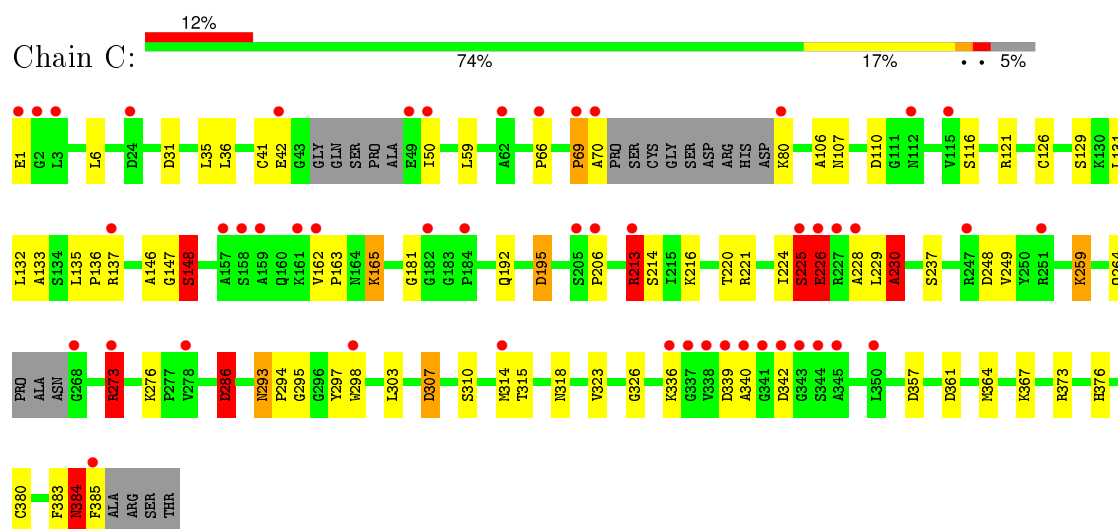 12%
Chain C:
74% 17% • • 5%
E1 G2 L3 L6 D24 D31 L35 L36 C41 E42 G43 GLY GLN SER PRO ALA E49 I50 L59 A62 P66 P69 A70 PRO SER CYS GLY SER ASP ARG HIS ASP K80 A106 N107 D110 G111 N112 V115 S116 R121 C126 S129 K130
L132 A133 S134 L135 P136 R137 A146 G147 S148 A157 S158 A159 Q160 K161 V162 P163 N164 K165 G181 G182 G183 P184 Q192 D195 S205 P206 R213 S214 I215 K216 T220 R221 I224 S225 E226 R227 A228 L229 A230 S237 R247 D248 V249 Y250 R251 K259
PRO ALA ASN G268 R273 K276 P277 V278 D286 N293 P294 G295 G296 Y297 W298 L303 D307 S310 M314 T315 N318 V323 G326 K336 G337 V338 D339 A340 G341 D342 G343 S344 A345 L350 D357 D361 M364 K367 R373 H376
C380 F383 N384 F385 ALA ARG SER THR